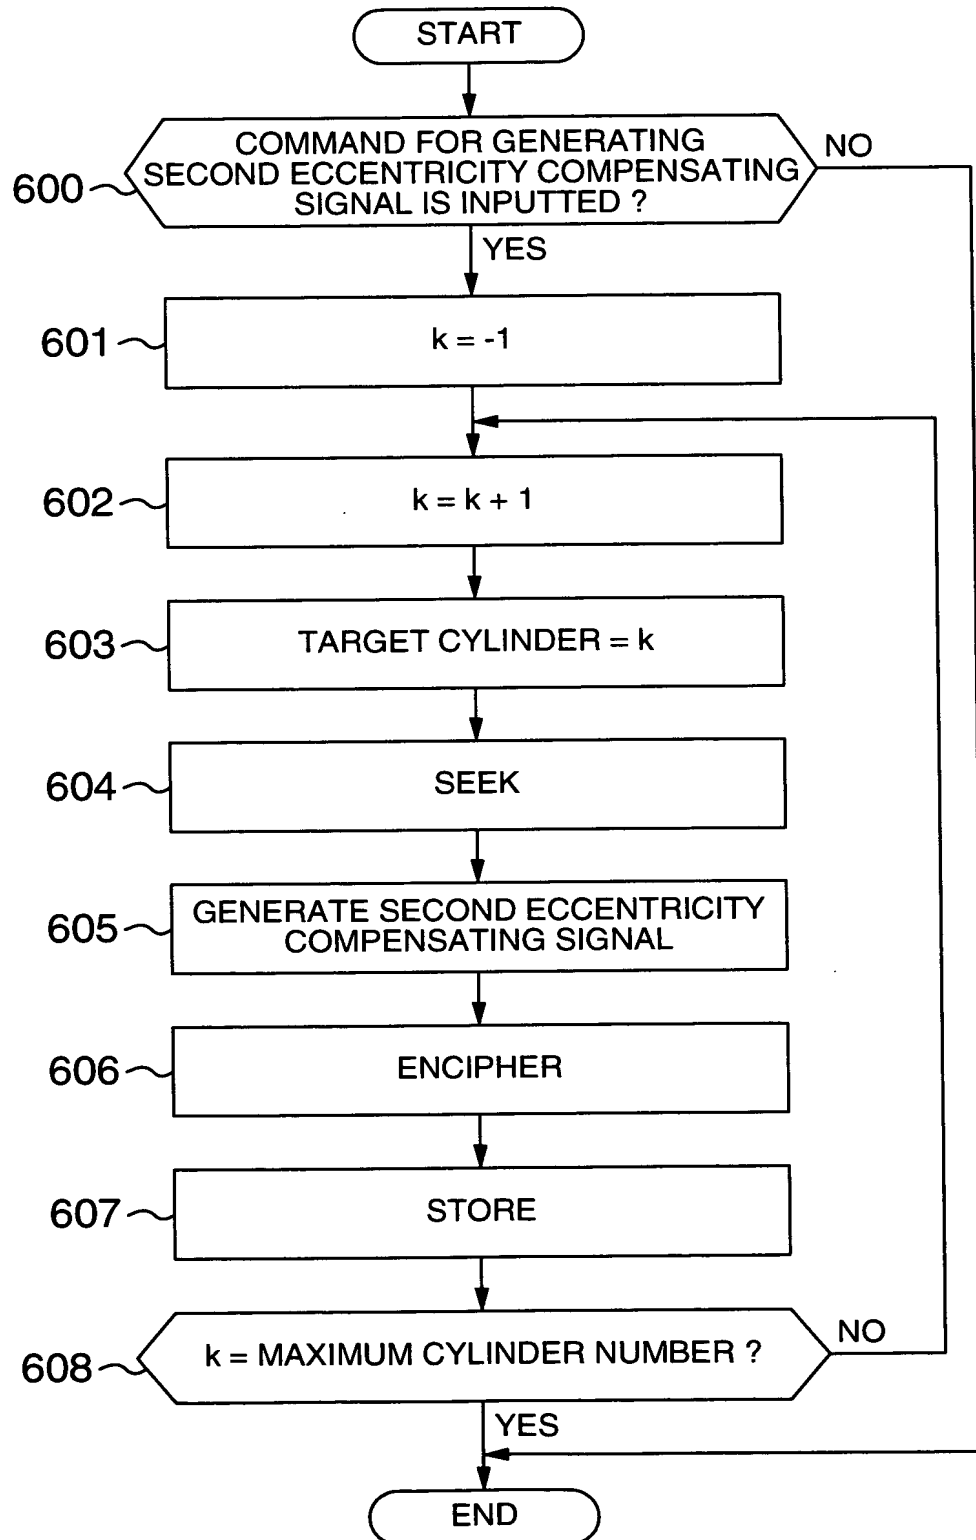 START
COMMAND FOR GENERATING
SECOND ECCENTRICITY COMPENSATING
SIGNAL IS INPUTTED ?
NO
600
YES
601
k = -1
602
k = k + 1
603
TARGET CYLINDER = k
604
SEEK
605
GENERATE SECOND ECCENTRICITY
COMPENSATING SIGNAL
606
ENCIPHER
607
STORE
608
k = MAXIMUM CYLINDER NUMBER ?
NO
YES
END